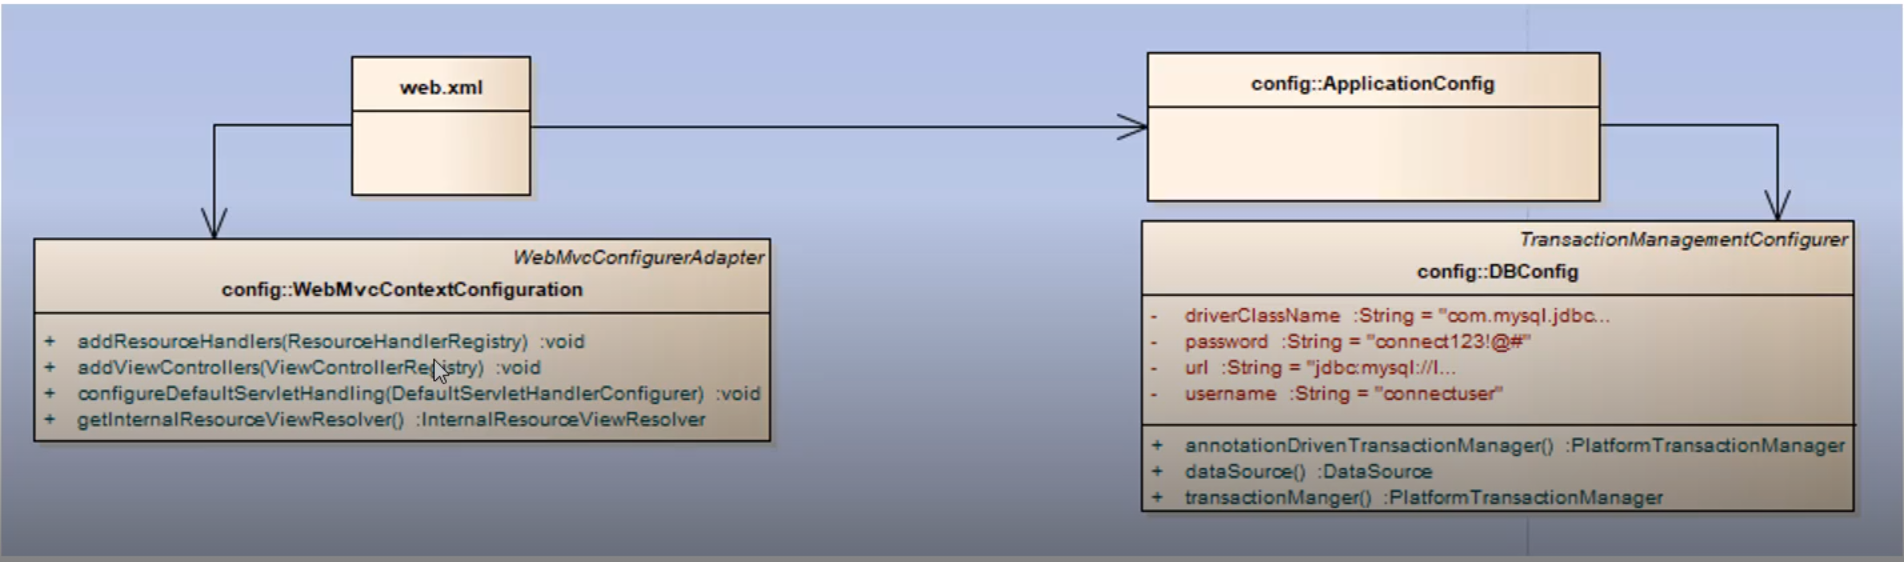 web.xml
config::ApplicationConfig
WebMvcConfigurerAdapter
config::WebMvcContextConfiguration
+ addResourceHandlers(ResourceHandlerRegistry) :void
+ addViewControllers(ViewControllerRegistry) :void
+ configureDefaultServletHandling(DefaultServletHandlerConfigurer) :void
+ getInternalResourceViewResolver() :InternalResourceViewResolver
TransactionManagementConfigurer
config::DBConfig
- driverClassName :String = "com.mysql.jdbc...
- password :String = "connect123!@#"
- url :String = "jdbc:mysql://l...
- username :String = "connectuser"
+ annotationDrivenTransactionManager() :PlatformTransactionManager
+ dataSource() :DataSource
+ transactionManger() :PlatformTransactionManager